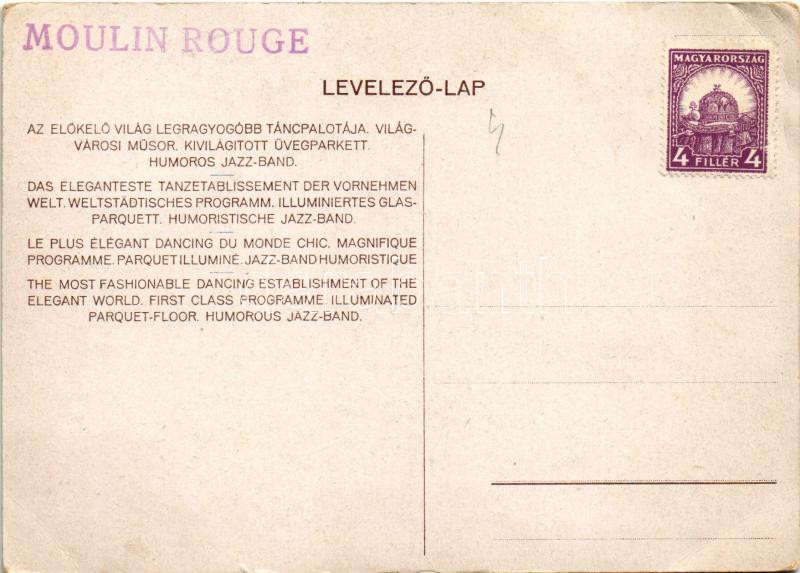 MOULIN ROUGE
LEVELEZŐ-LAP
MAGYARORSZÁG
4 FILLÉR 4
AZ ELŐKELŐ VILÁG LEGRAGYOGÓBB TÁNCPALOTÁJA. VILÁG-
VÁROSI MŰSOR. KIVILÁGITOTT ÜVEGPARKETT.
HUMOROS JAZZ-BAND.
DAS ELEGANTESTE TANZETABLISSEMENT DER VORNEHMEN
WELT. WELTSTÄDTISCHES PROGRAMM. ILLUMINIERTES GLAS-
PARQUETT. HUMORISTISCHE JAZZ-BAND.
LE PLUS ÉLÉGANT DANCING DU MONDE CHIC. MAGNIFIQUE
PROGRAMME. PARQUET ILLUMINÉ. JAZZ-BAND HUMORISTIQUE
THE MOST FASHIONABLE DANCING ESTABLISHMENT OF THE
ELEGANT WORLD. FIRST CLASS PROGRAMME. ILLUMINATED
PARQUET-FLOOR. HUMOROUS JAZZ-BAND.